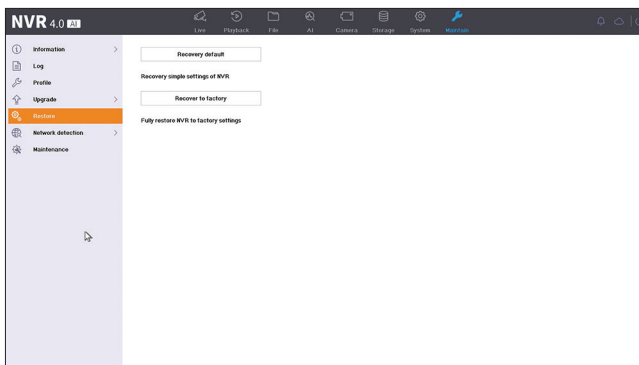 NVR 4.0 AI
Live Playback File AI Camera Storage System Maintain
Information
Log
Profile
Upgrade
Restore
Network detection
Maintenance
Recovery default
Recovery simple settings of NVR
Recover to factory
Fully restore NVR to factory settings